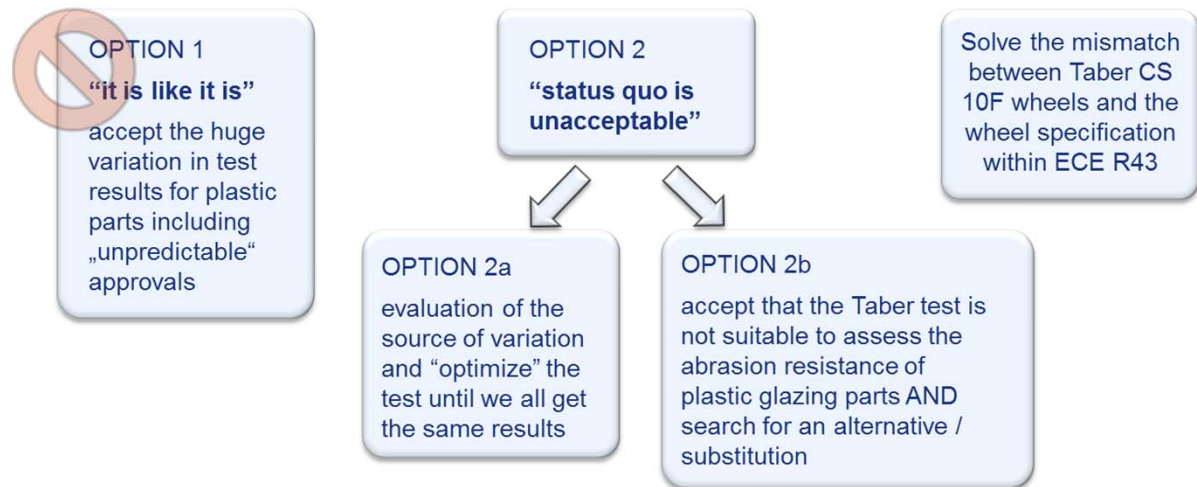 OPTION 1
“it is like it is”
accept the huge
variation in test
results for plastic
parts including
„unpredictable“
approvals
OPTION 2
“status quo is
unacceptable”
OPTION 2a
evaluation of the
source of variation
and “optimize” the
test until we all get
the same results
OPTION 2b
accept that the Taber test is
not suitable to assess the
abrasion resistance of
plastic glazing parts AND
search for an alternative /
substitution
Solve the mismatch
between Taber CS
10F wheels and the
wheel specification
within ECE R43